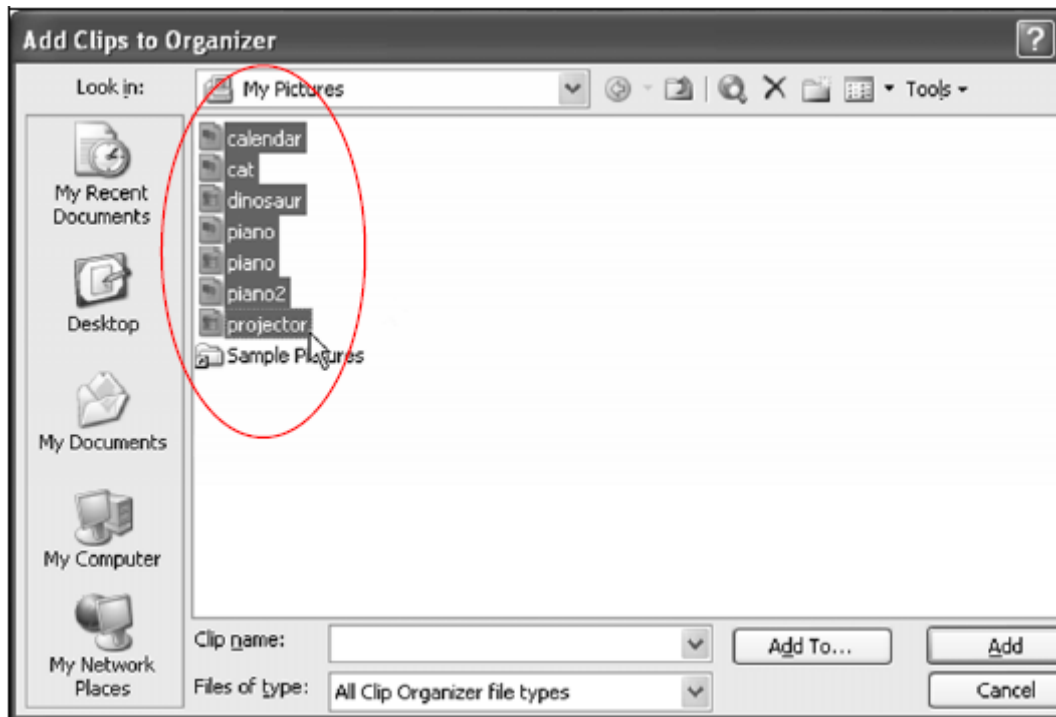 Add Clips to Organizer
?
Look in:
My Pictures
Tools
My Recent
Documents
Desktop
My Documents
My Computer
My Network
Places
calendar
cat
dinosaur
piano
piano
piano2
projector
Sample Pictures
Clip name:
Add To...
Add
Files of type:
All Clip Organizer file types
Cancel